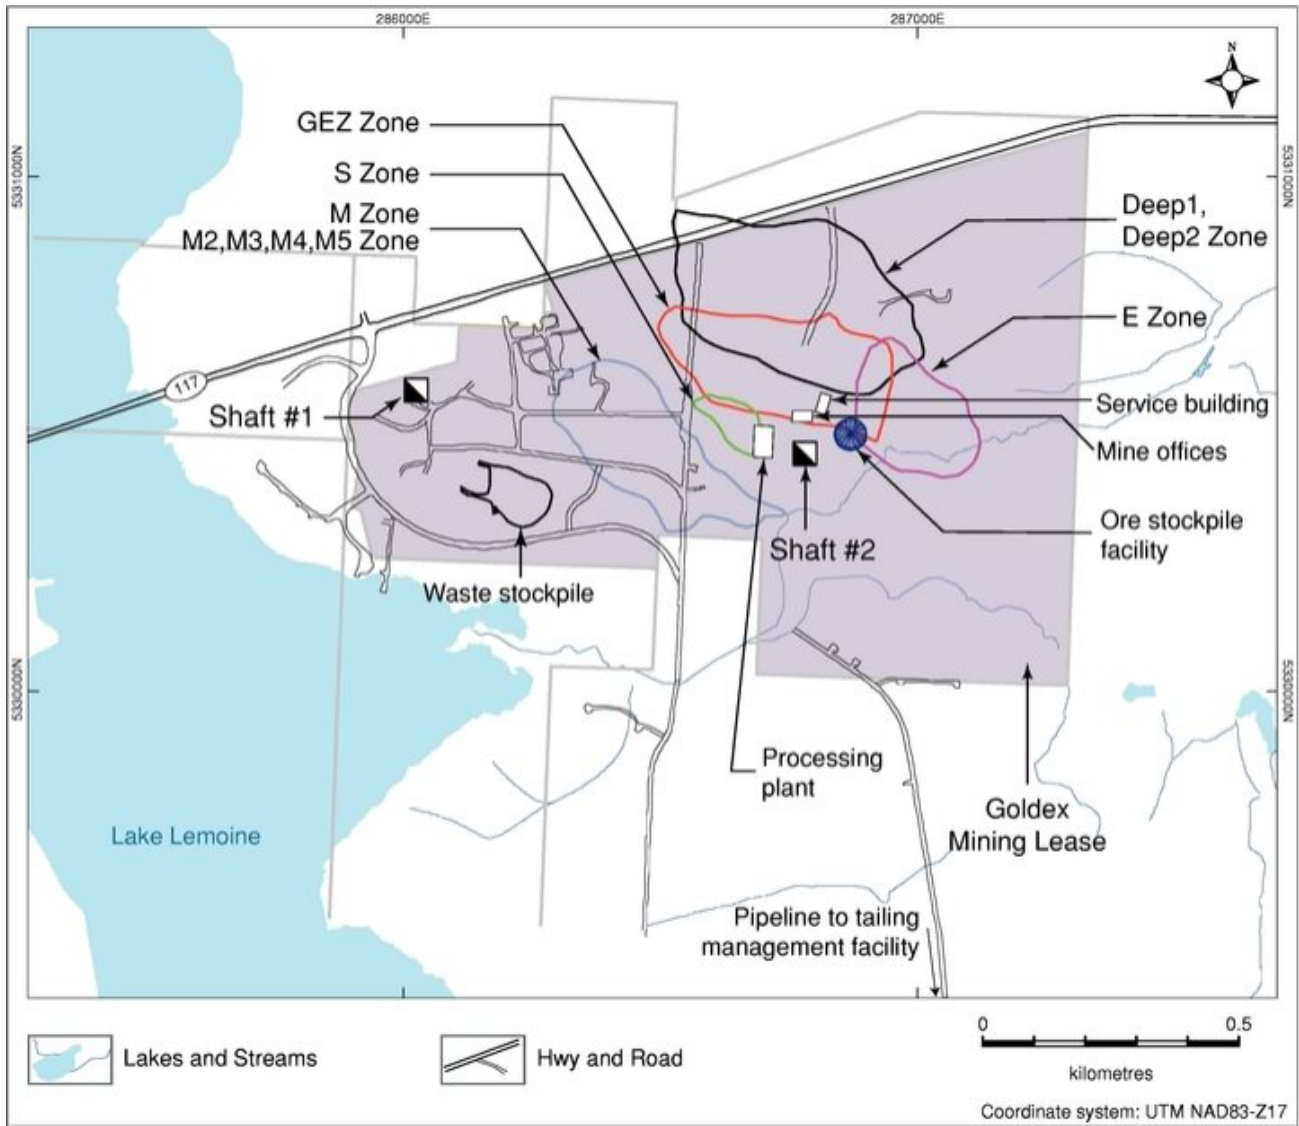 286000E
287000E
N
GEZ Zone
S Zone
M Zone
M2,M3,M4,M5 Zone
5331000N
5331000N
Deep1,
Deep2 Zone
E Zone
117
Shaft #1
Service building
Mine offices
Ore stockpile
facility
Shaft #2
Waste stockpile
5330000N
5330000N
Processing
plant
Goldex
Mining Lease
Lake Lemoine
Pipeline to tailing
management facility
0
0.5
kilometres
Lakes and Streams
Hwy and Road
Coordinate system: UTM NAD83-Z17